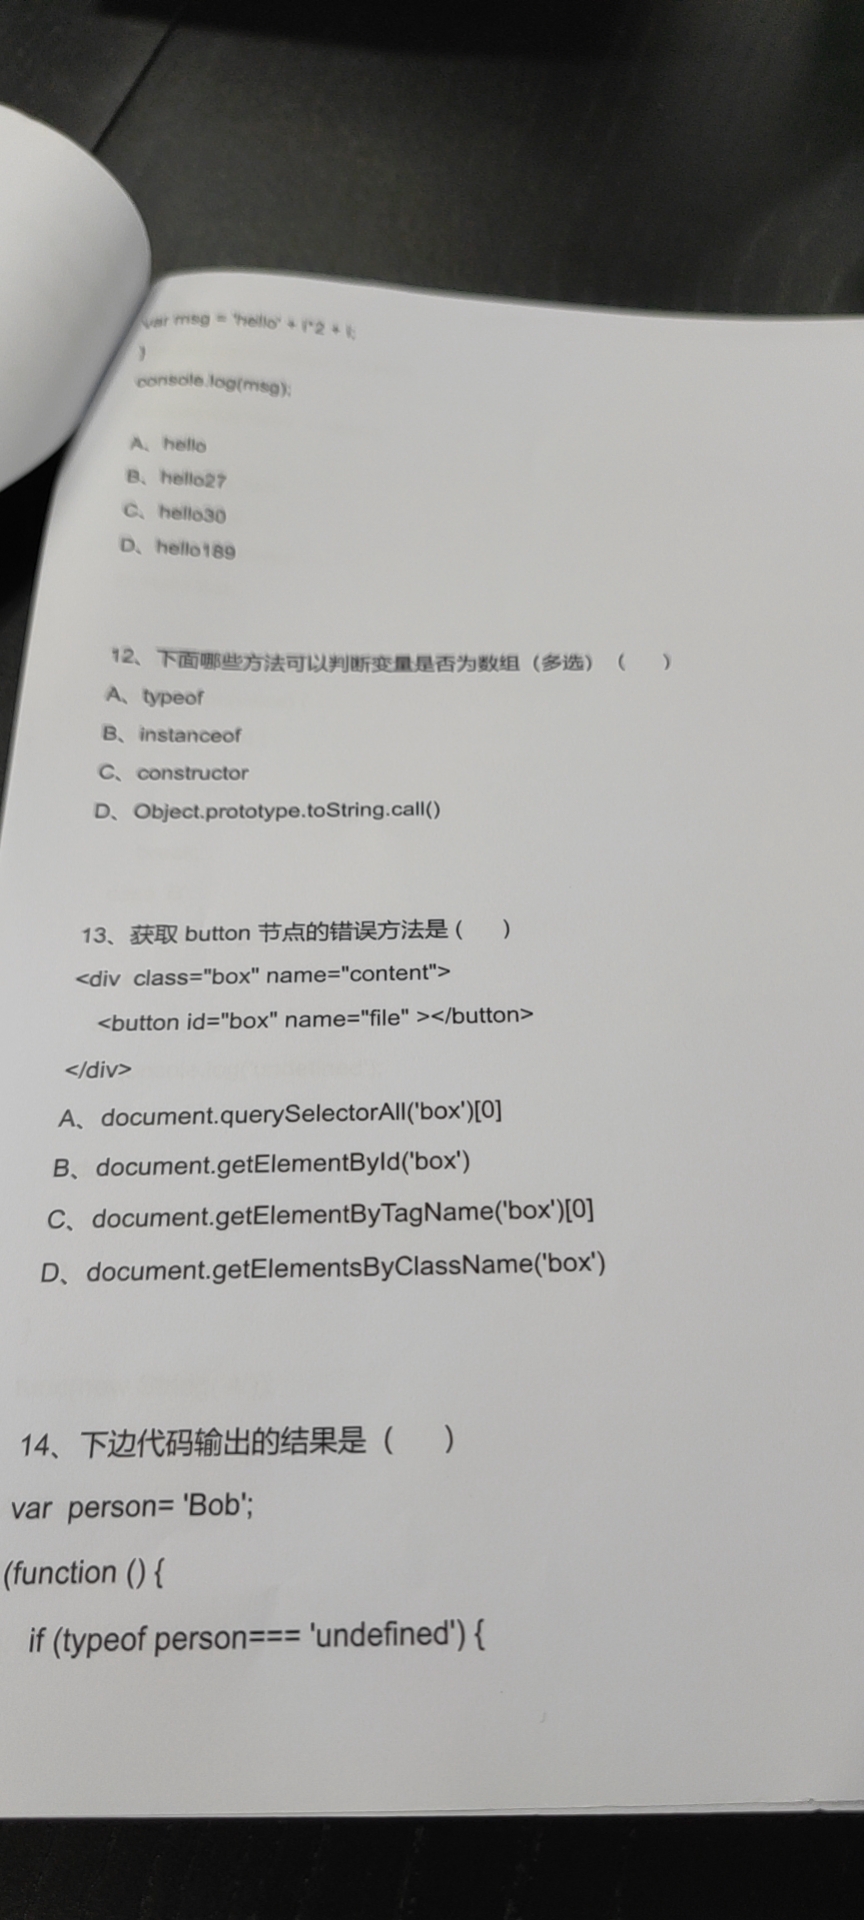 var msg = 'hello' + i*2 + i;
}
console.log(msg);
A、hello
B、hello27
C、hello30
D、hello189
12、下面哪些方法可以判断变量是否为数组（多选）（ ）
A、typeof
B、instanceof
C、constructor
D、Object.prototype.toString.call()
13、获取 button 节点的错误方法是（ ）
<div class="box" name="content">
<button id="box" name="file" ></button>
</div>
A、document.querySelectorAll('box')[0]
B、document.getElementById('box')
C、document.getElementByTagName('box')[0]
D、document.getElementsByClassName('box')
14、下边代码输出的结果是（ ）
var person= 'Bob';
(function () {
if (typeof person=== 'undefined') {